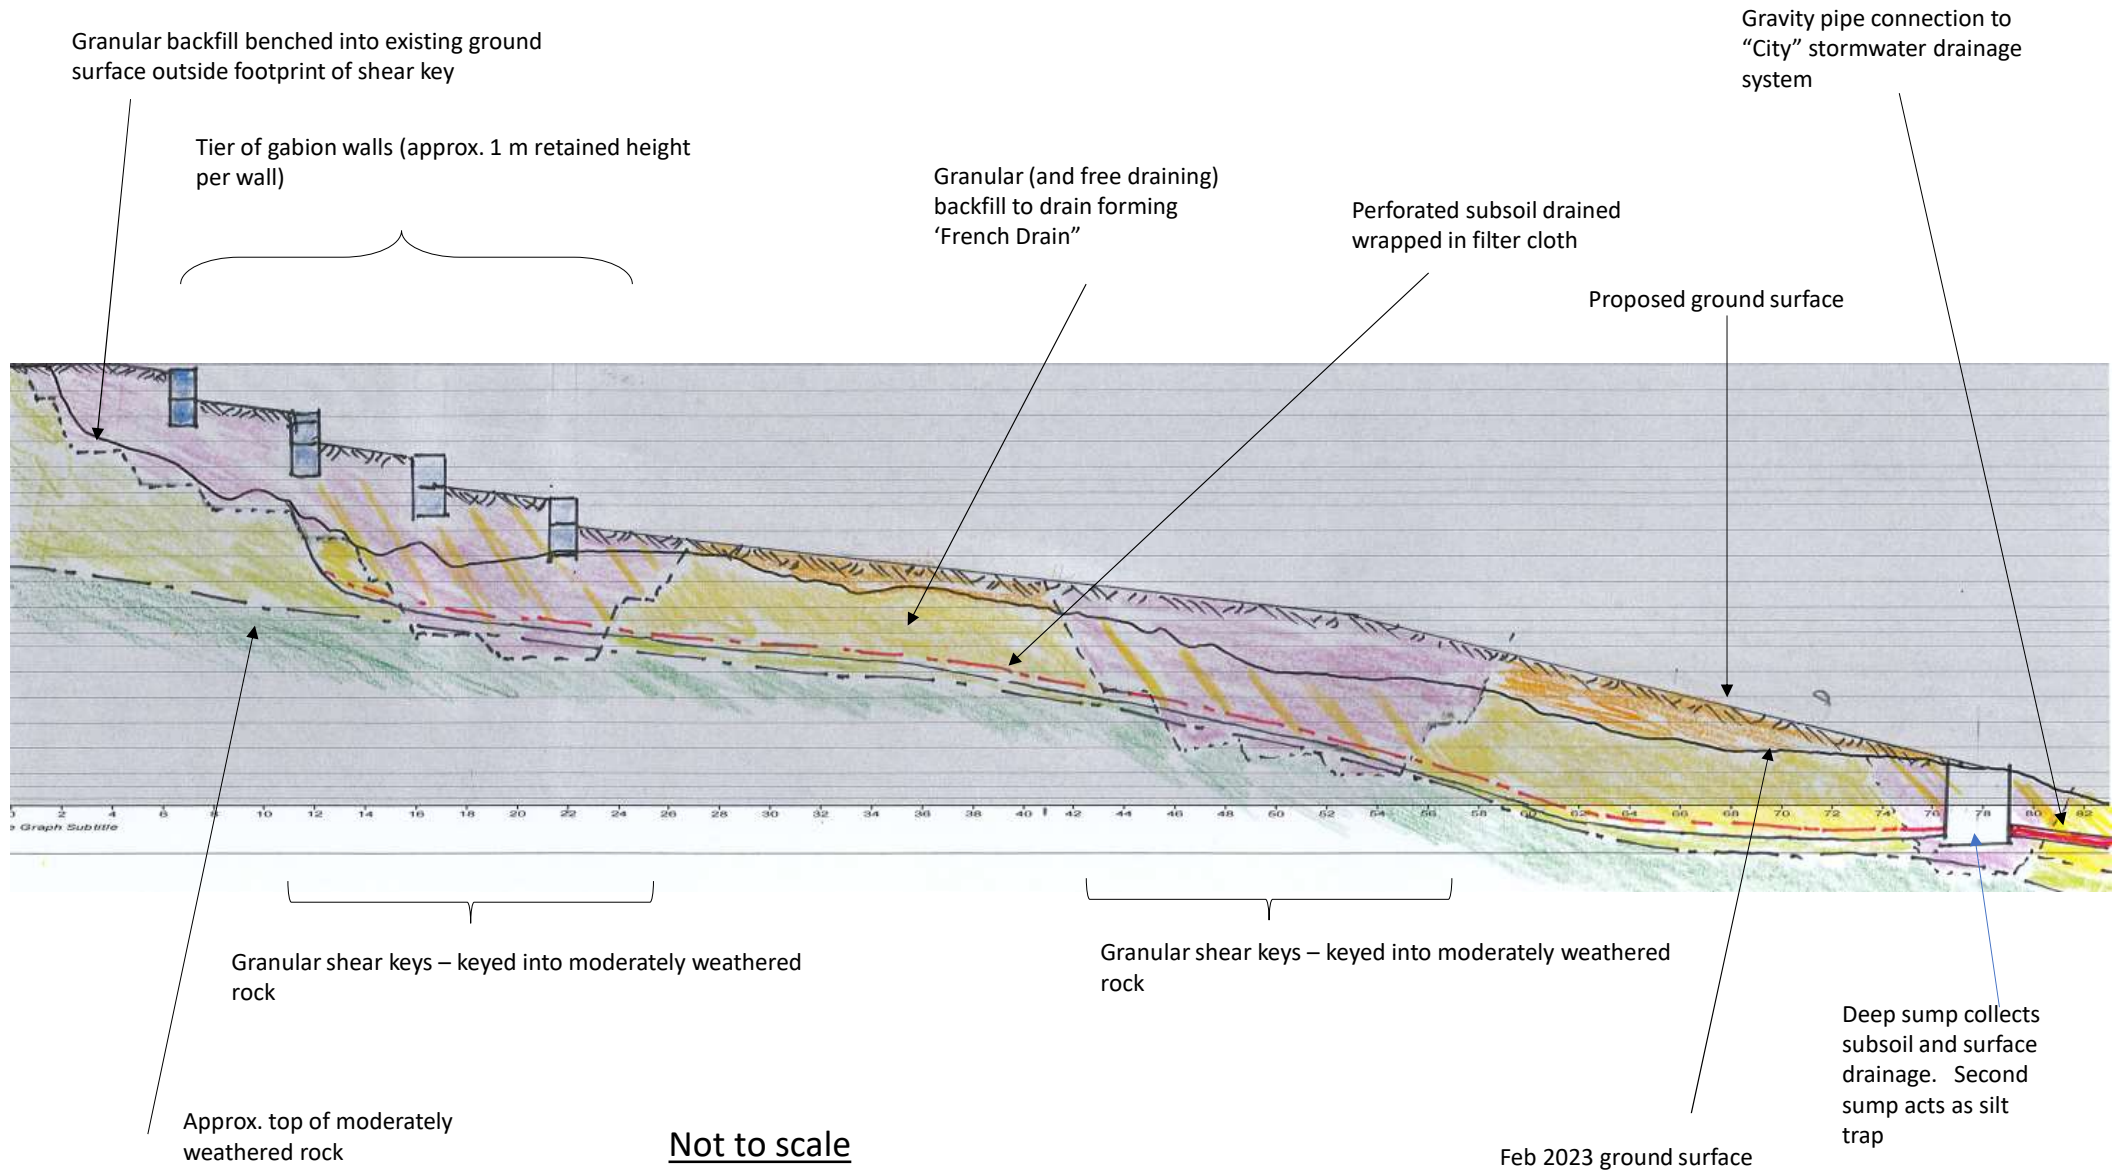 Gravity pipe connection to
“City” stormwater drainage
system
Granular backfill benched into existing ground
surface outside footprint of shear key
Tier of gabion walls (approx. 1 m retained height
per wall)
Granular (and free draining)
backfill to drain forming
‘French Drain”
Perforated subsoil drained
wrapped in filter cloth
Proposed ground surface
0 2 4 6 8 10 12 14 16 18 20 22 24 26 28 30 32 34 36 38 40 42 44 46 48 50 52 54 56 58 60 62 64 66 68 70 72 74 76 78 80 82
e Graph Subtitle
Granular shear keys – keyed into moderately weathered
rock
Granular shear keys – keyed into moderately weathered
rock
Deep sump collects
subsoil and surface
drainage. Second
sump acts as silt
trap
Approx. top of moderately
weathered rock
Not to scale
Feb 2023 ground surface